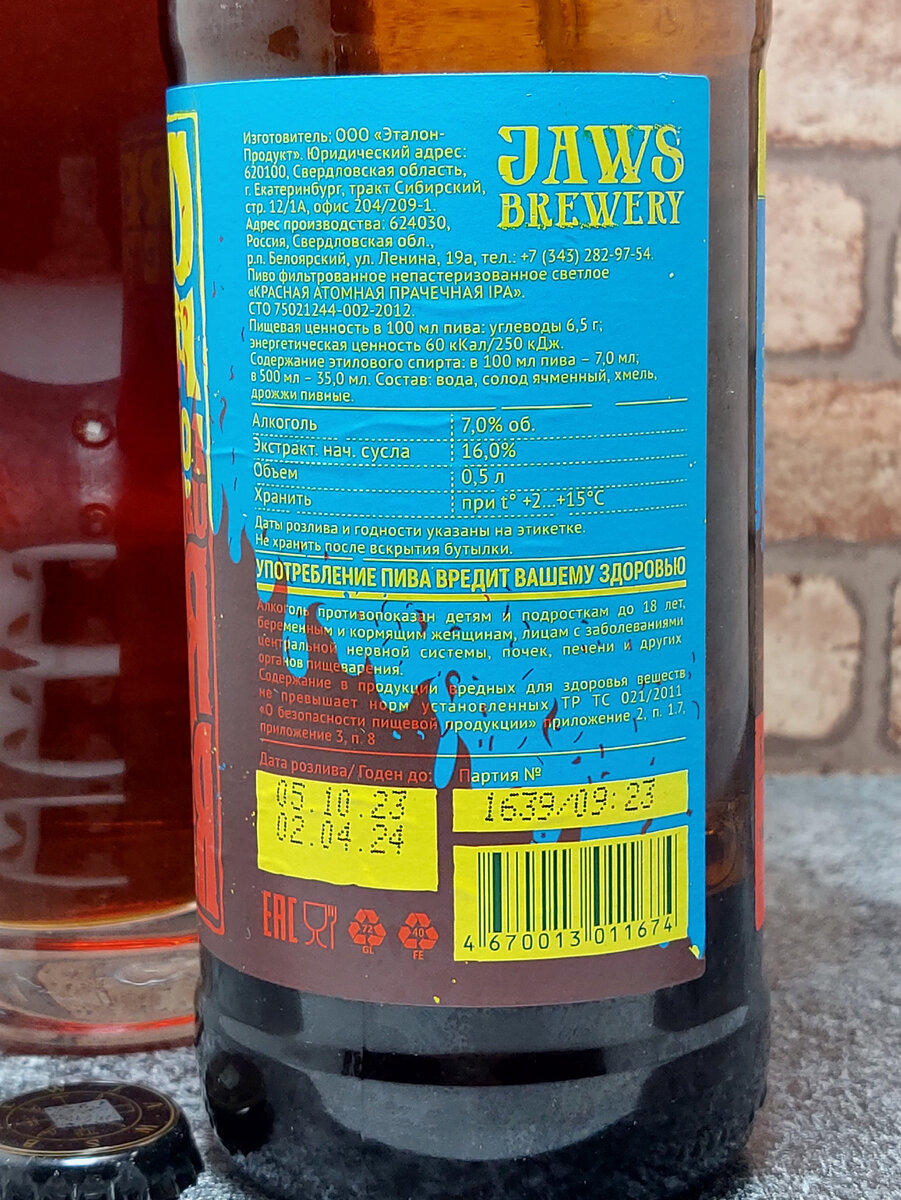 Изготовитель: ООО «Эталон-
Продукт». Юридический адрес:
620100, Свердловская область,
г. Екатеринбург, тракт Сибирский,
стр. 12/1А, офис 204/209-1.
Адрес производства: 624030,
Россия, Свердловская обл.,
р.п. Белоярский, ул. Ленина, 19а, тел.: +7 (343) 282-97-54.
JAWS
BREWERY
Пиво фильтрованное непастеризованное светлое
«КРАСНАЯ АТОМНАЯ ПРАЧЕЧНАЯ IPA».
СТО 75021244-002-2012.
Пищевая ценность в 100 мл пива: углеводы 6,5 г;
энергетическая ценность 60 кКал/250 кДж.
Содержание этилового спирта: в 100 мл пива – 7,0 мл;
в 500 мл – 35,0 мл. Состав: вода, солод ячменный, хмель,
дрожжи пивные.
Алкоголь 7,0% об.
Экстракт. нач. сусла 16,0%
Объем 0,5 л
Хранить при t° +2...+15°C
Даты розлива и годности указаны на этикетке.
Не хранить после вскрытия бутылки.
УПОТРЕБЛЕНИЕ ПИВА ВРЕДИТ ВАШЕМУ ЗДОРОВЬЮ
Алкоголь противопоказан детям и подросткам до 18 лет,
беременным и кормящим женщинам, лицам с заболеваниями
центральной нервной системы, почек, печени и других
органов пищеварения.
Содержание в продукции вредных для здоровья веществ
не превышает норм установленных ТР ТС 021/2011
«О безопасности пищевой продукции» приложение 2, п. 1.7,
приложение 3, п. 8
Дата розлива/ Годен до: Партия №
05.10.23
02.04.24
1639/09:23
EAC
72
GL
40
FE
4 670013 011674